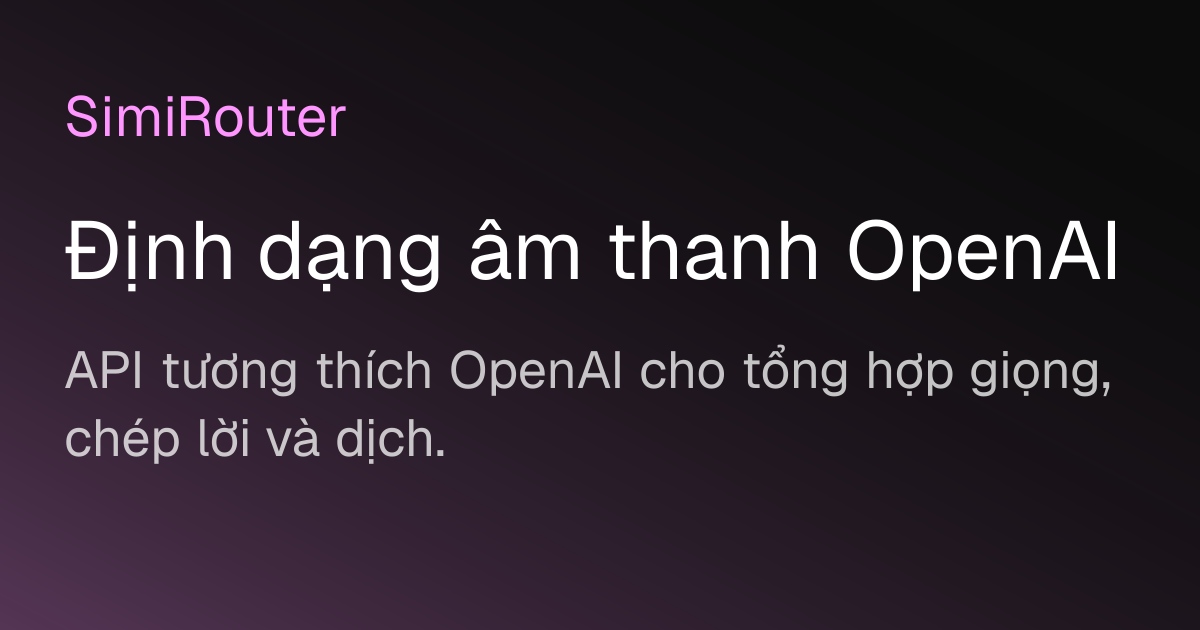 SimiRouter
Định dạng âm thanh OpenAI
API tương thích OpenAI cho tổng hợp giọng,
chép lời và dịch.